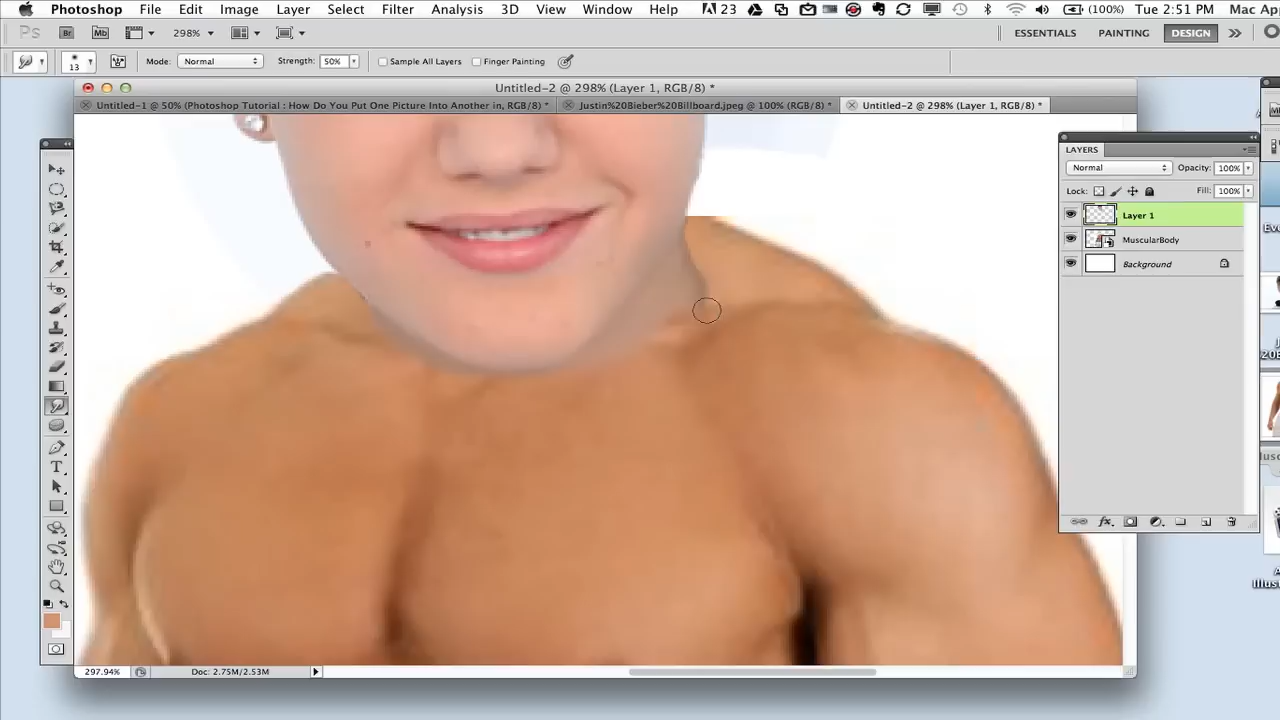 Photoshop File Edit Image Layer Select Filter Analysis 3D View Window Help 23 (100%) Tue 2:51 PM Mac Ap
Ps Br Mb 298% ESSENTIALS PAINTING DESIGN
13 Mode: Normal Strength: 50% Sample All Layers Finger Painting
Untitled-2 @ 298% (Layer 1, RGB/8) *
Untitled-1 @ 50% (Photoshop Tutorial : How Do You Put One Picture Into Another in, RGB/8) * Justin%20Bieber%20Billboard.jpeg @ 100% (RGB/8) * Untitled-2 @ 298% (Layer 1, RGB/8) *
LAYERS
Normal Opacity: 100%
Lock: Fill: 100%
Layer 1
MuscularBody
Background
297.94% Doc: 2.75M/2.53M